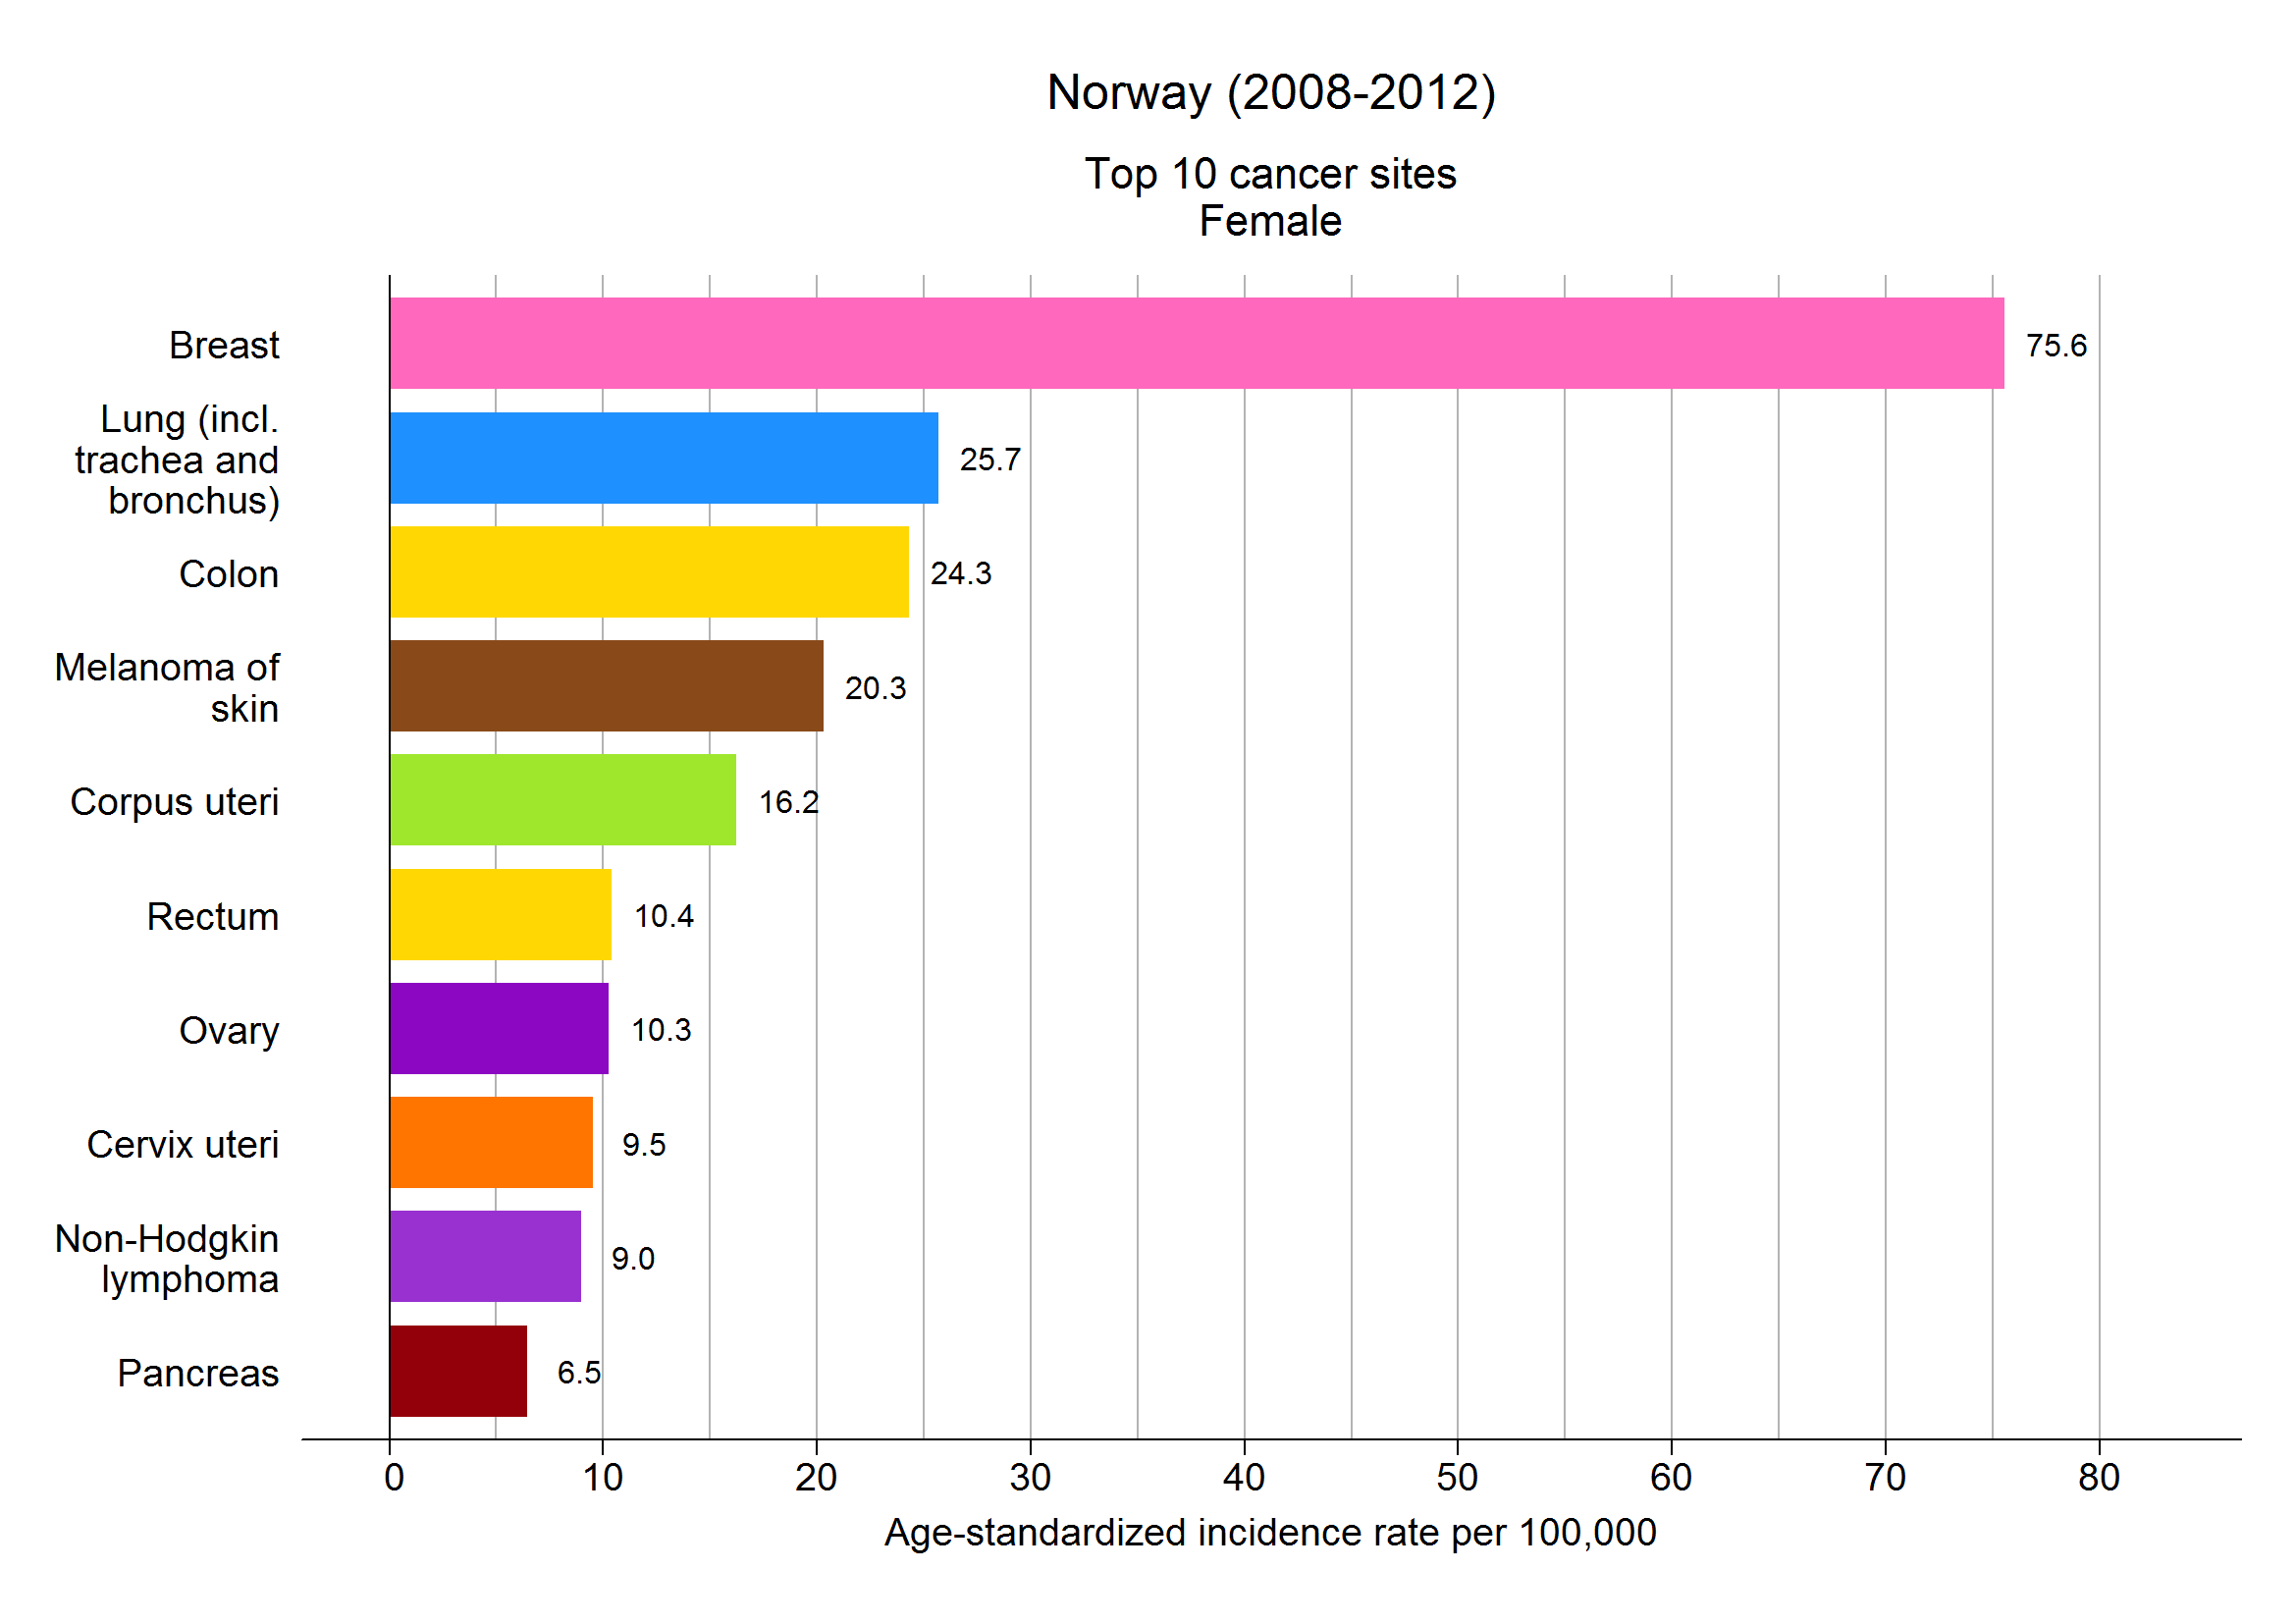 Norway (2008-2012)
Top 10 cancer sites
Female
Breast
75.6
Lung (incl.
trachea and
bronchus)
25.7
Colon
24.3
Melanoma of
skin
20.3
Corpus uteri
16.2
Rectum
10.4
Ovary
10.3
Cervix uteri
9.5
Non-Hodgkin
lymphoma
9.0
Pancreas
6.5
0 10 20 30 40 50 60 70 80
Age-standardized incidence rate per 100,000